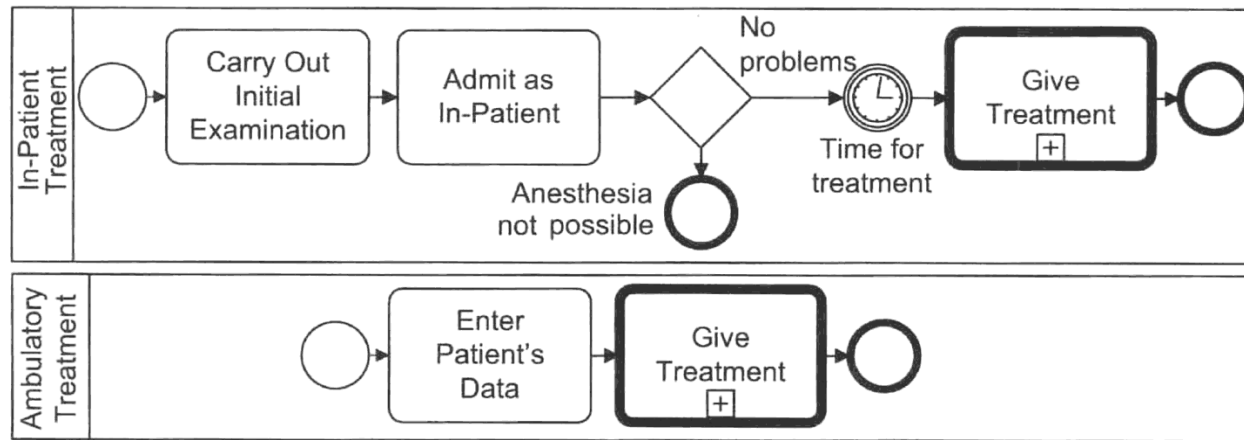 In-Patient
Treatment
Carry Out
Initial
Examination
Admit as
In-Patient
No
problems
Time for
treatment
Give
Treatment
+
Anesthesia
not possible
Ambulatory
Treatment
Enter
Patient's
Data
Give
Treatment
+